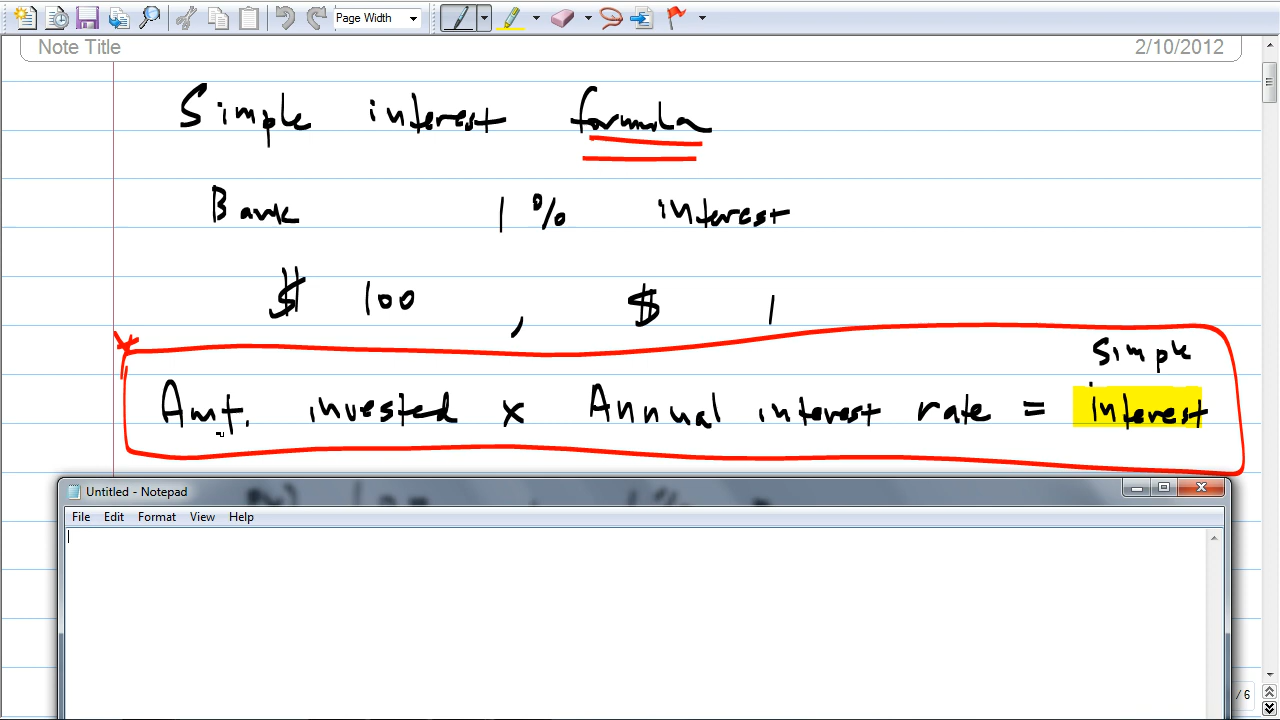 Page Width
Note Title
2/10/2012
Simple interest formula
Bank 1 % interest
$ 100 , $ 1
Simple
Amt. invested x Annual interest rate = interest
Untitled - Notepad
File Edit Format View Help
/ 6